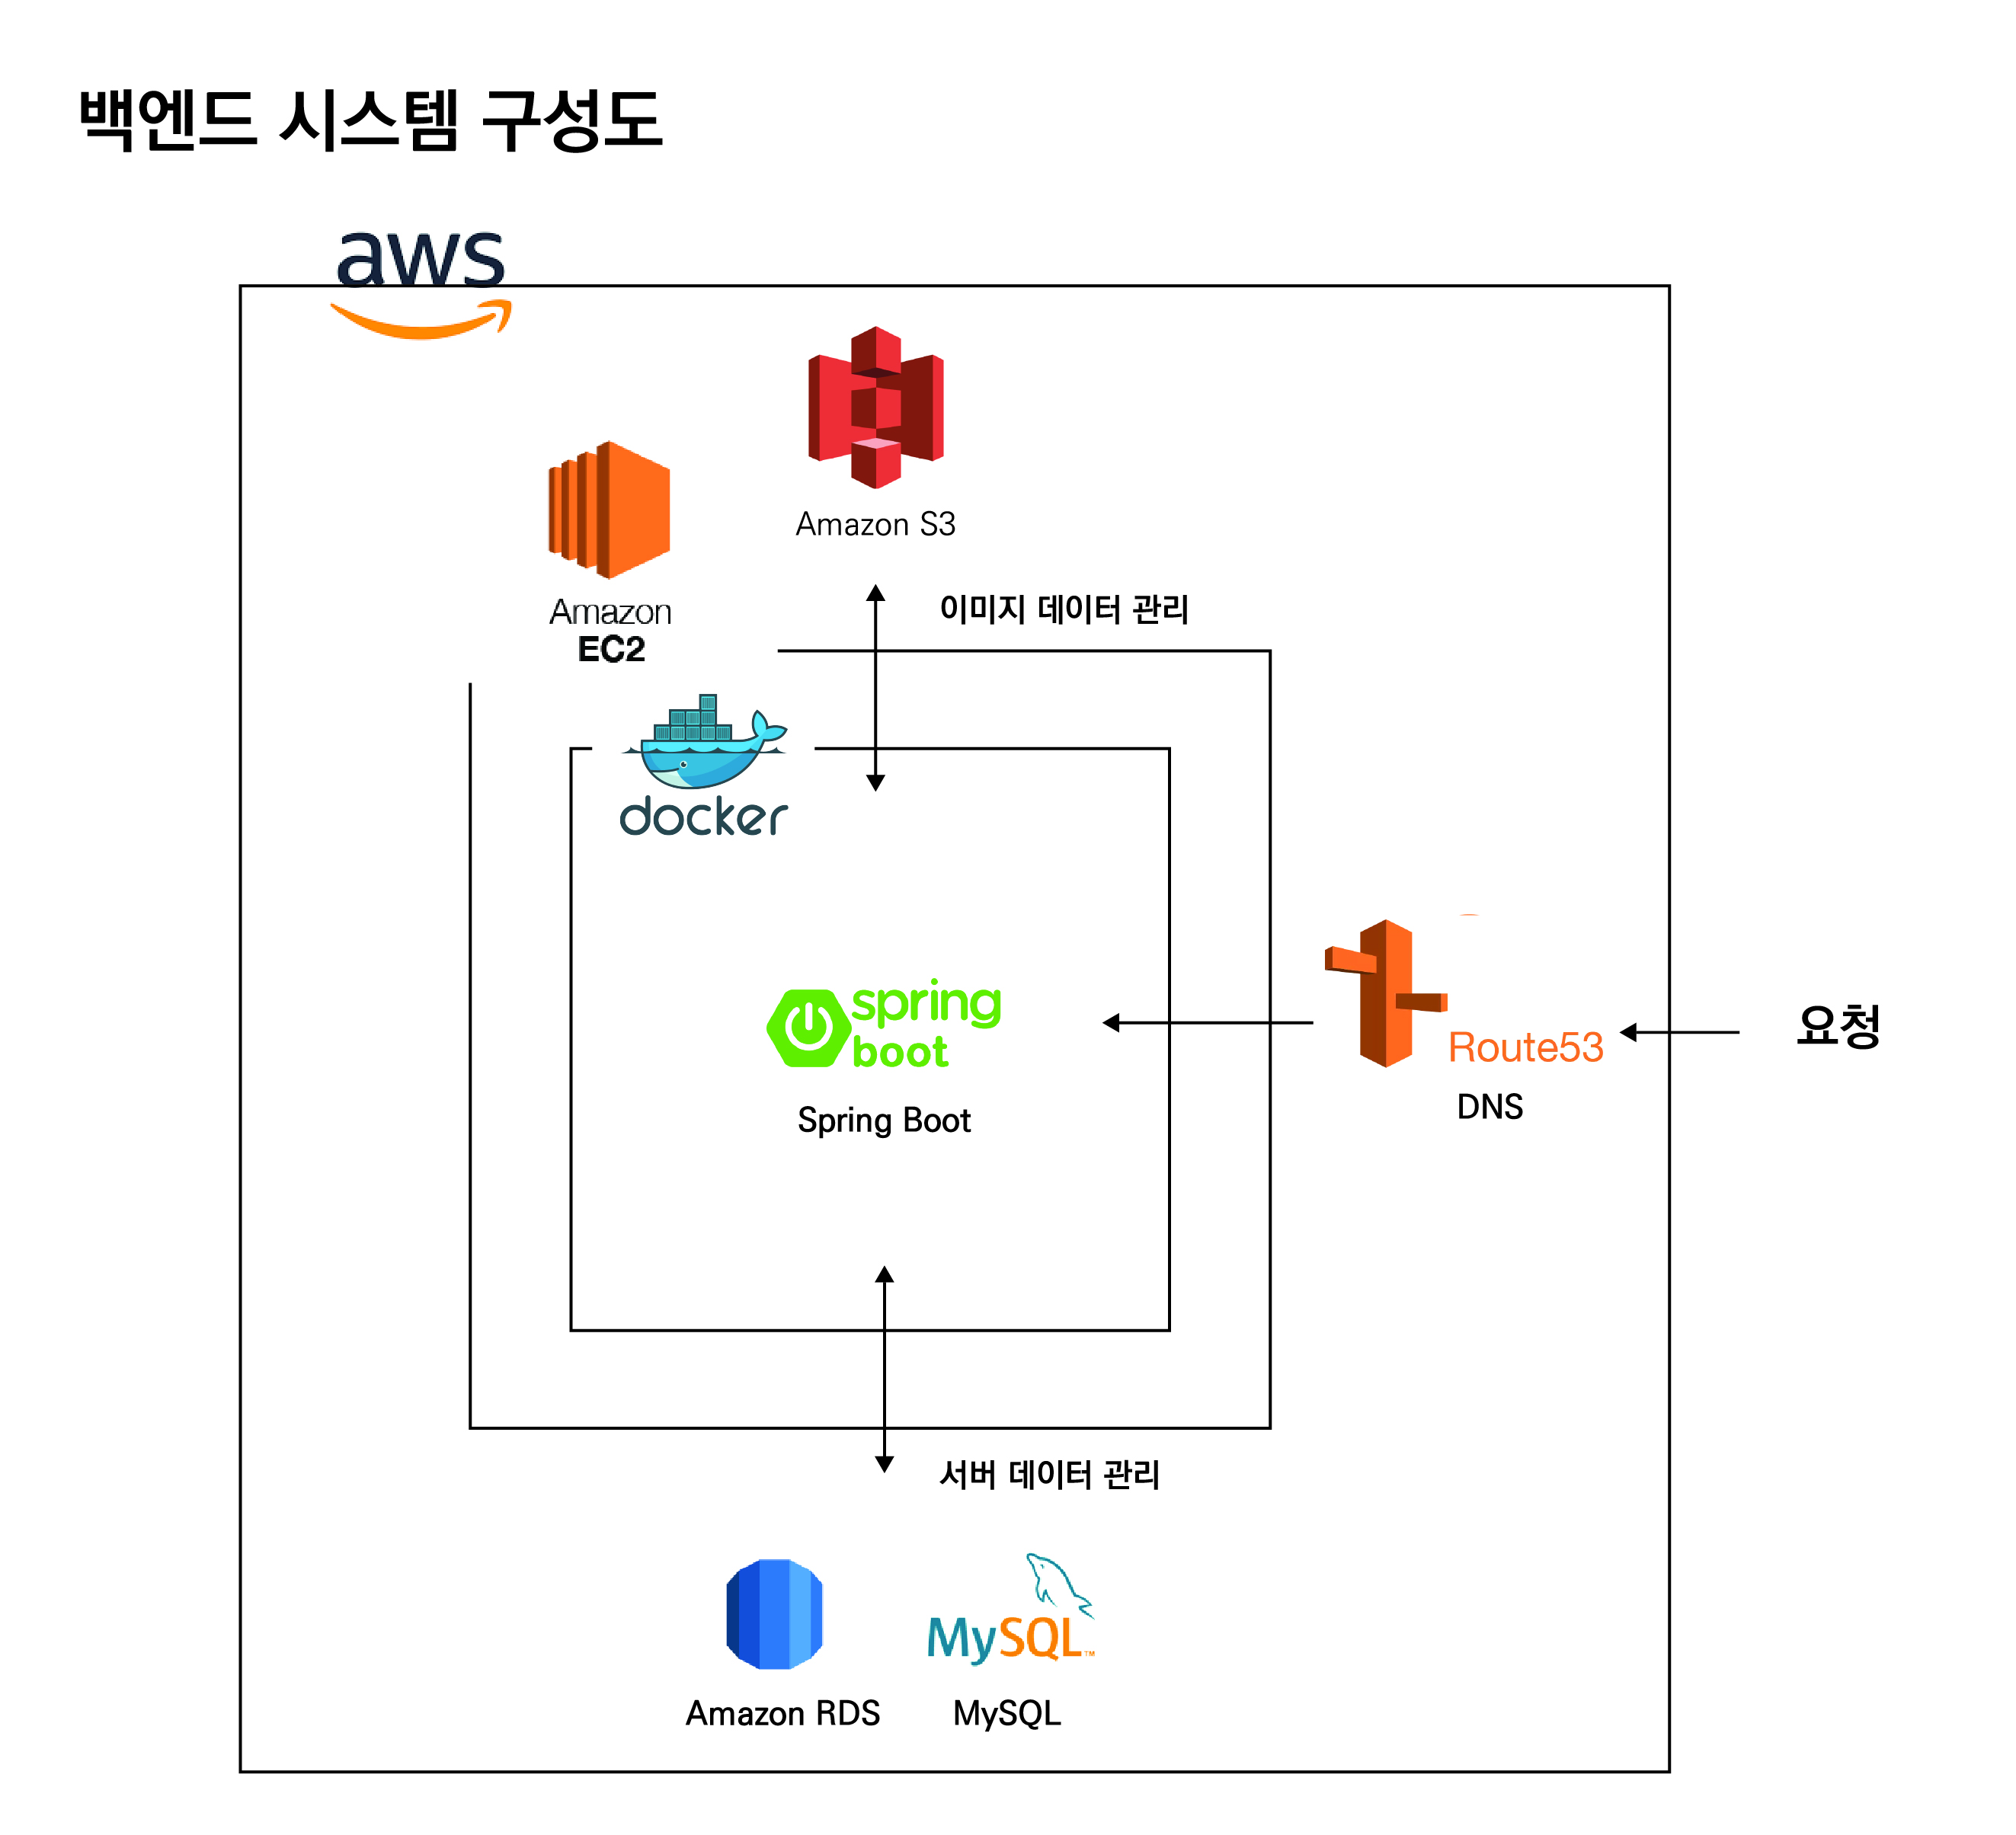 백엔드 시스템 구성도
aws
Amazon S3
Amazon
EC2
이미지 데이터 관리
docker
spring
boot
Spring Boot
Route53
DNS
요청
서버 데이터 관리
MySQL™
Amazon RDS
MySQL